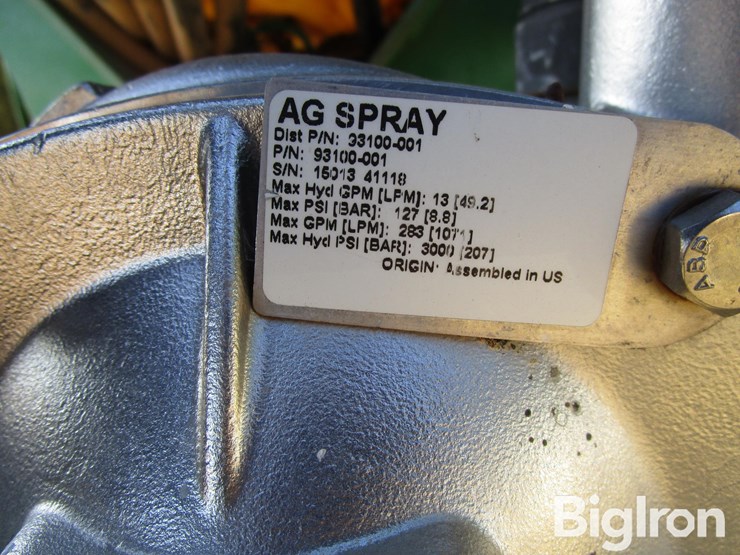 AG SPRAY
Dist P/N: 33100-001
P/N: 93100-001
S/N: 15013 41118
Max Hyd GPM [LPM]: 13 [49.2]
Max PSI [BAR]: 127 [8.8]
Max GPM [LPM]: 283 [1071]
Max Hyd PSI [BAR]: 3000 [207]
ORIGIN: Assembled in US
ABB
BigIron